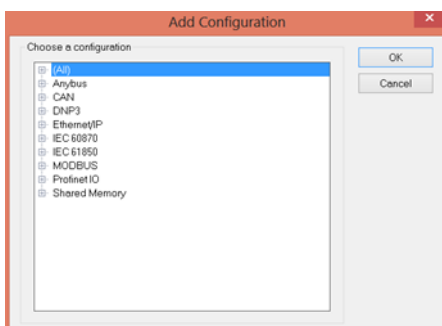 Add Configuration
Choose a configuration
OK
(All)
Anybus
Cancel
CAN
DNP3
Ethernet/IP
IEC 60870
IEC 61850
MODBUS
Profinet IO
Shared Memory